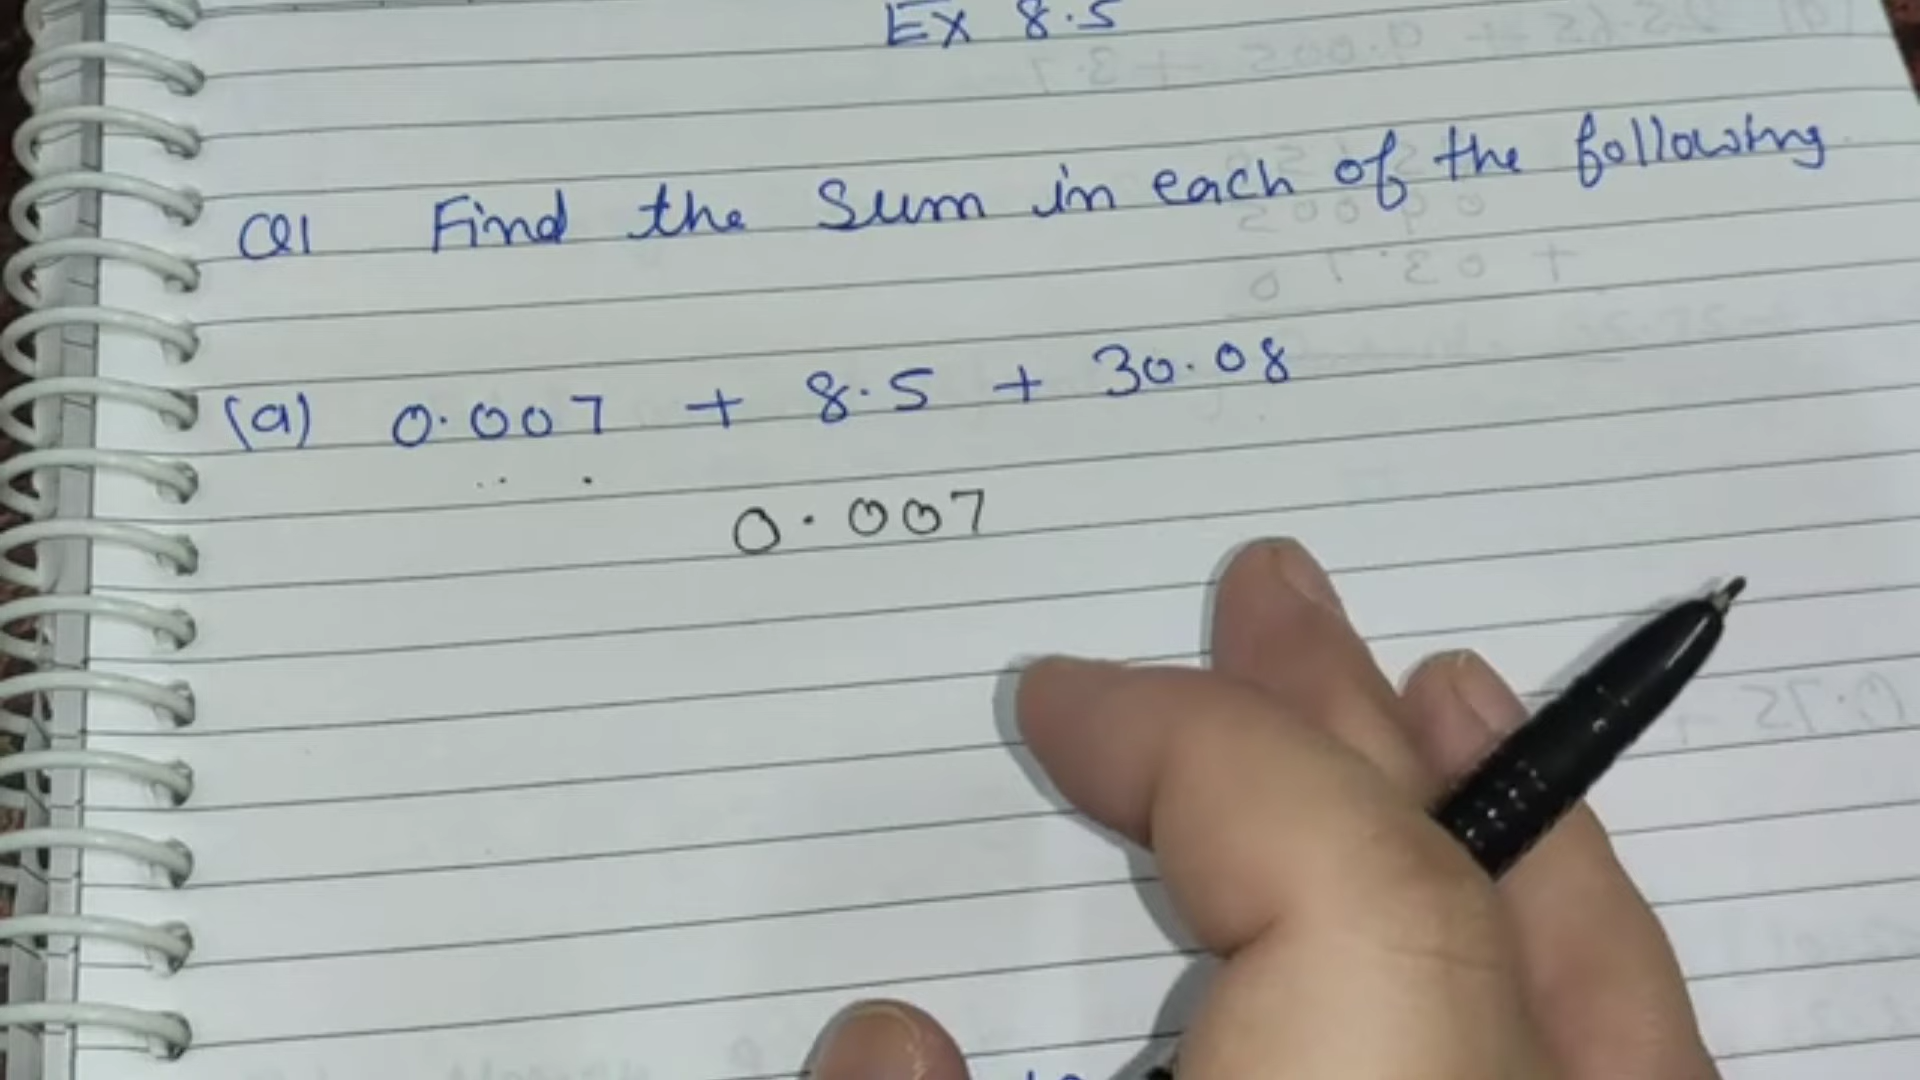 Ex 8.5
Q1 Find the Sum in each of the following
(a) 0.007 + 8.5 + 30.08
0.007